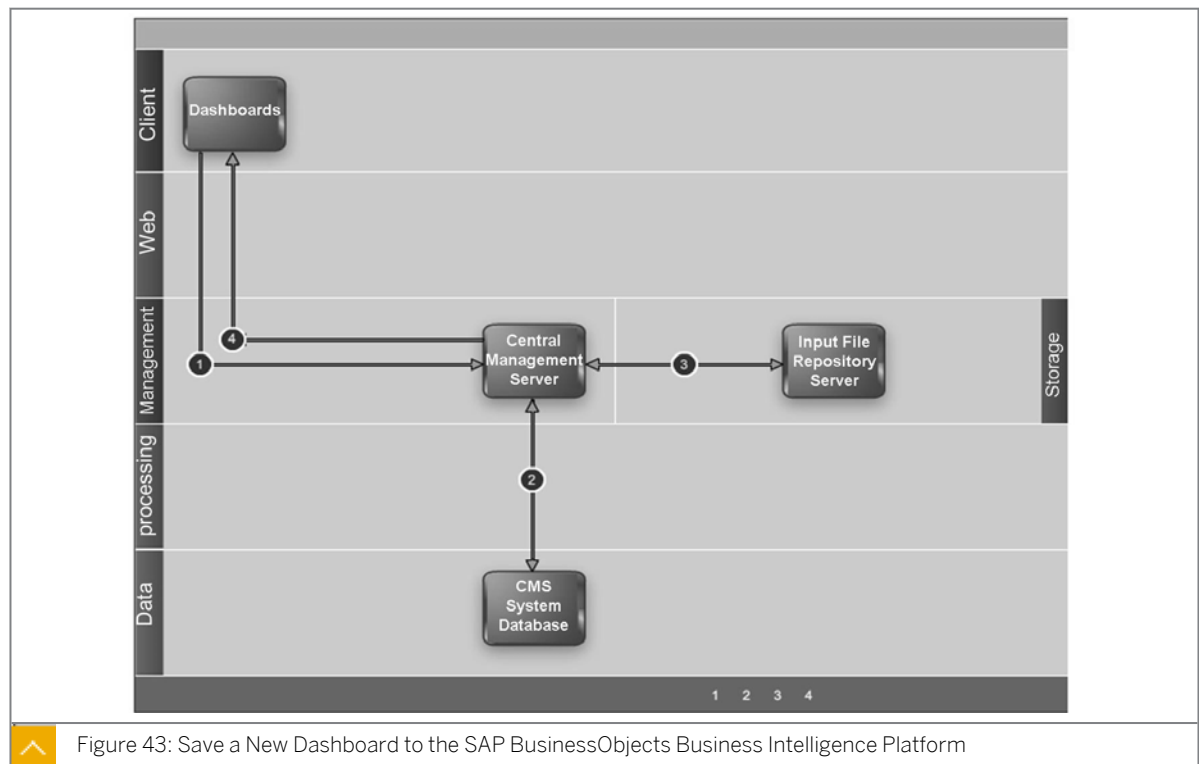 Client
Dashboards
Web
Management
4
1
Central
Management
Server
3
Input File
Repository
Server
Storage
processing
2
Data
CMS
System
Database
1 2 3 4
Figure 43: Save a New Dashboard to the SAP BusinessObjects Business Intelligence Platform